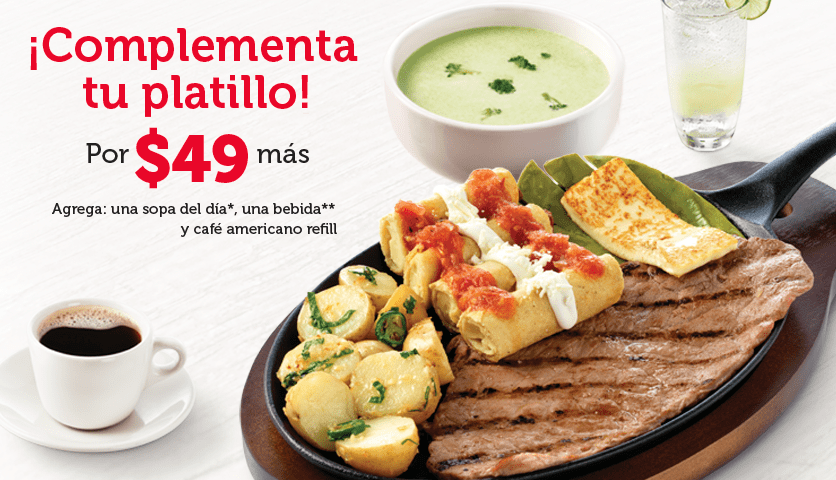 ¡Complementa
tu platillo!
Por $49 más
Agrega: una sopa del día*, una bebida**
y café americano refill